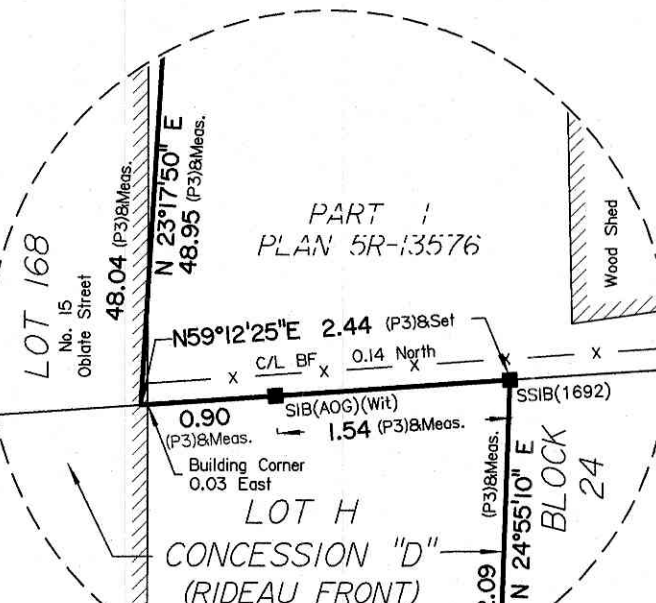 LOT 168
No. 15
Oblate Street
48.04 (P3)&Meas.
N 23°17'50" E
48.95 (P3)&Meas.
PART 1
PLAN 5R-13576
Wood Shed
N59°12'25"E 2.44 (P3)&Set
X C/L BF X 0.14 North X X X
SIB(AOG)(Wit)
SSIB(1692)
0.90
(P3)&Meas.
1.54 (P3)&Meas.
Building Corner
0.03 East
LOT H
CONCESSION "D"
(RIDEAU FRONT)
(P3)&Meas.
N 24°55'10" E
BLOCK
24